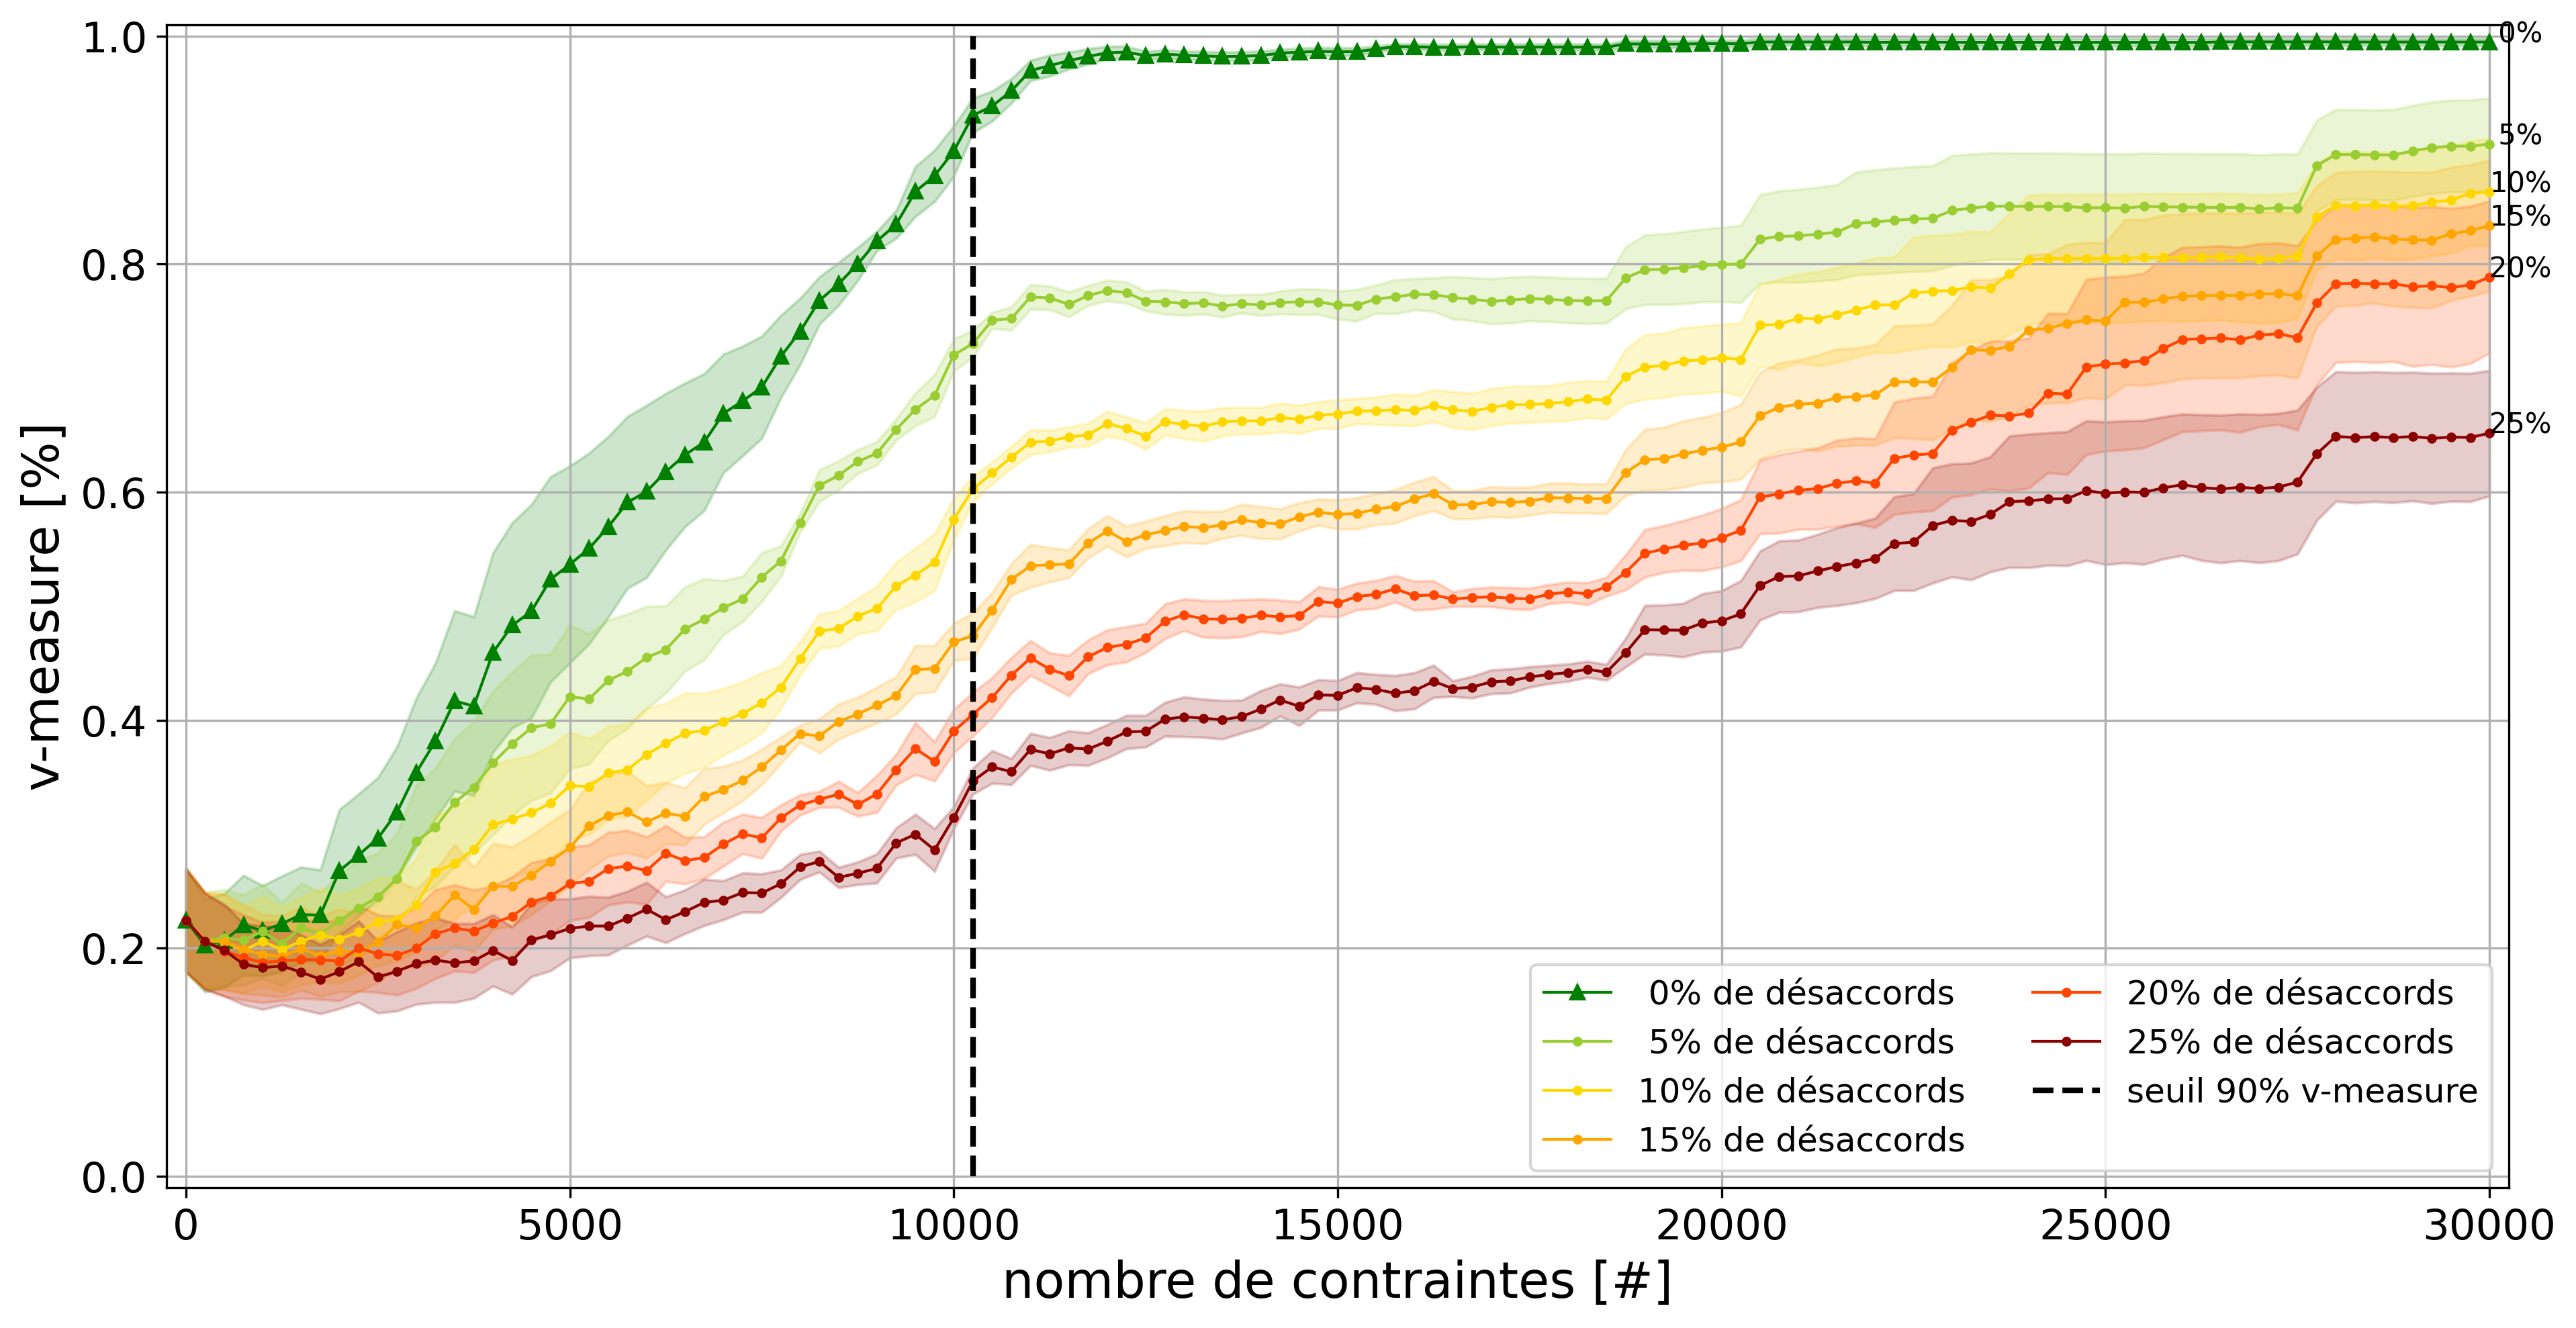 v-measure [%]
1.0
0.8
0.6
0.4
0.2
0.0
0%
5%
10%
15%
20%
25%
0% de désaccords
5% de désaccords
10% de désaccords
15% de désaccords
20% de désaccords
25% de désaccords
seuil 90% v-measure
0 5000 10000 15000 20000 25000 30000
nombre de contraintes [#]